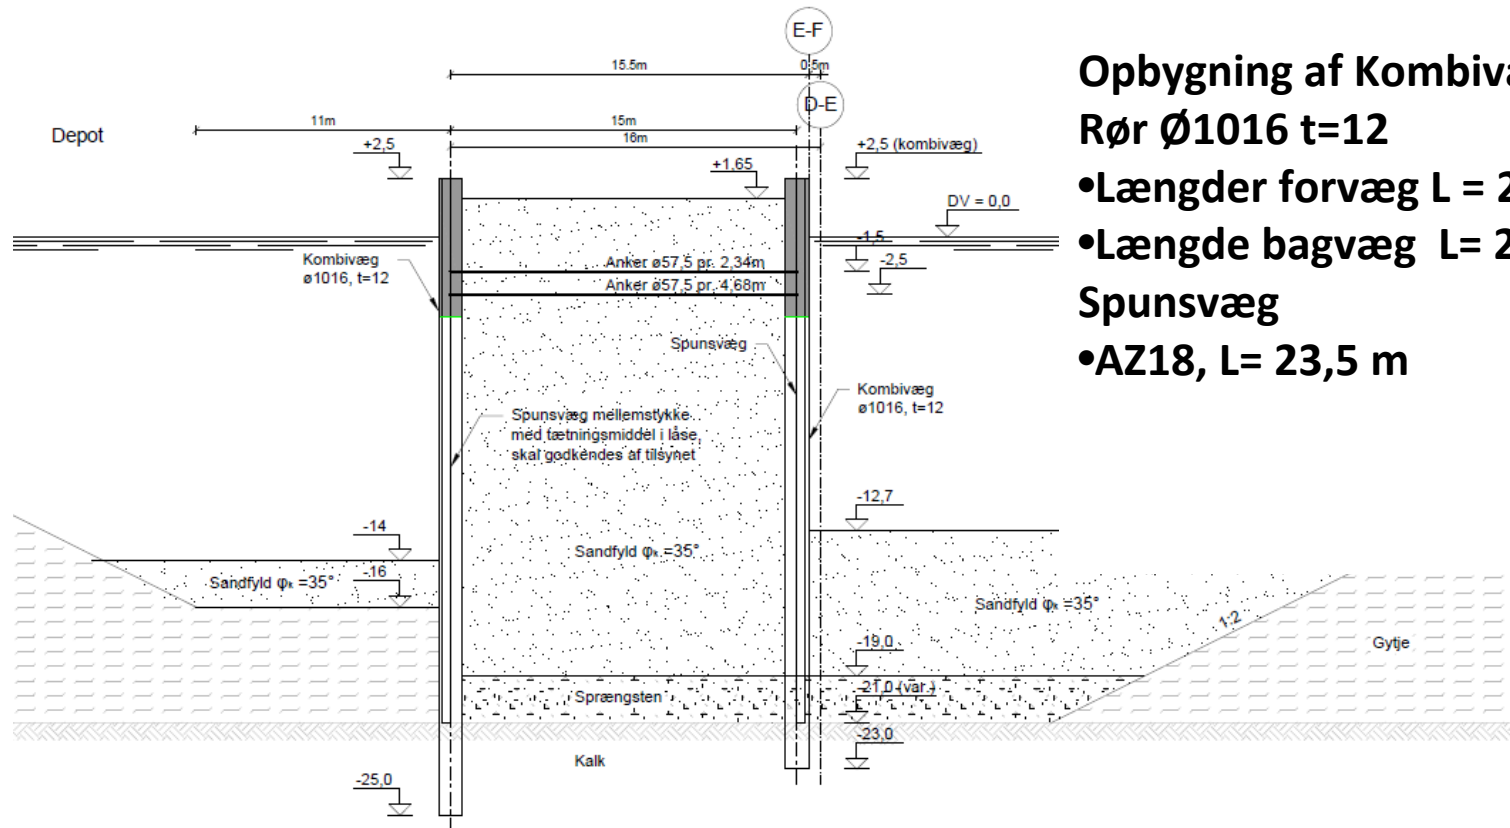 E-F
15.5m
0,5m
D-E
11m
15m
16m
Depot
+2,5
+1,65
+2,5 (kombivæg)
DV = 0,0
-1,5
-2,5
Kombivæg
ø1016, t=12
Anker ø57,5 pr. 2,34m
Anker ø57,5 pr. 4,68m
Spunsvæg
Kombivæg
ø1016, t=12
Spunsvæg mellemstykke
med tætningsmiddel i låse,
skal godkendes af tilsynet
-12,7
-14
-16
Sandfyld φk =35°
Sandfyld φk =35°
Sandfyld φk =35°
1:2
Gytje
-19,0
Sprængsten
-21,0 (var.)
-23,0
Kalk
-25,0
Opbygning af Kombivæ
Rør Ø1016 t=12
•Længder forvæg L = 2
•Længde bagvæg L= 2
Spunsvæg
•AZ18, L= 23,5 m